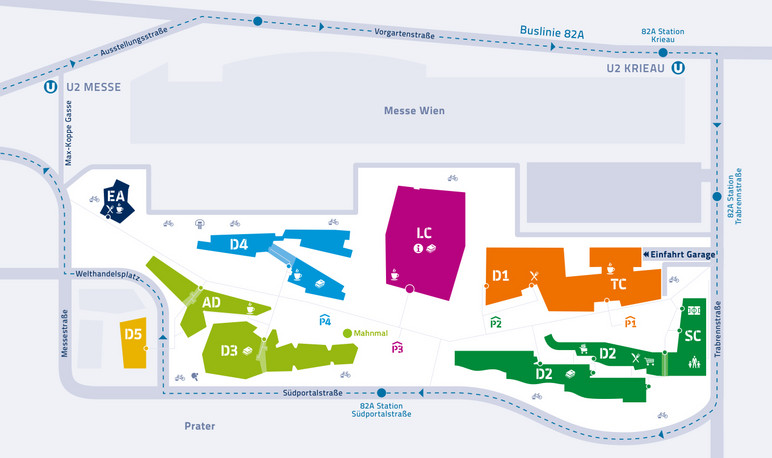 Ausstellungsstraße
Vorgartenstraße
Buslinie 82A
82A Station
Krieau
U2 KRIEAU U
U U2 MESSE
Max-Koppe Gasse
Messe Wien
82A Station
Trabrennstraße
EA
D4
LC
i
Einfahrt Garage
D1
TC
Welthandelsplatz
AD
P4
P2
P1
Mahnmal
P3
SC
D5
D3
D2
D2
Messestraße
Trabrennstraße
Südportalstraße
82A Station
Südportalstraße
Prater